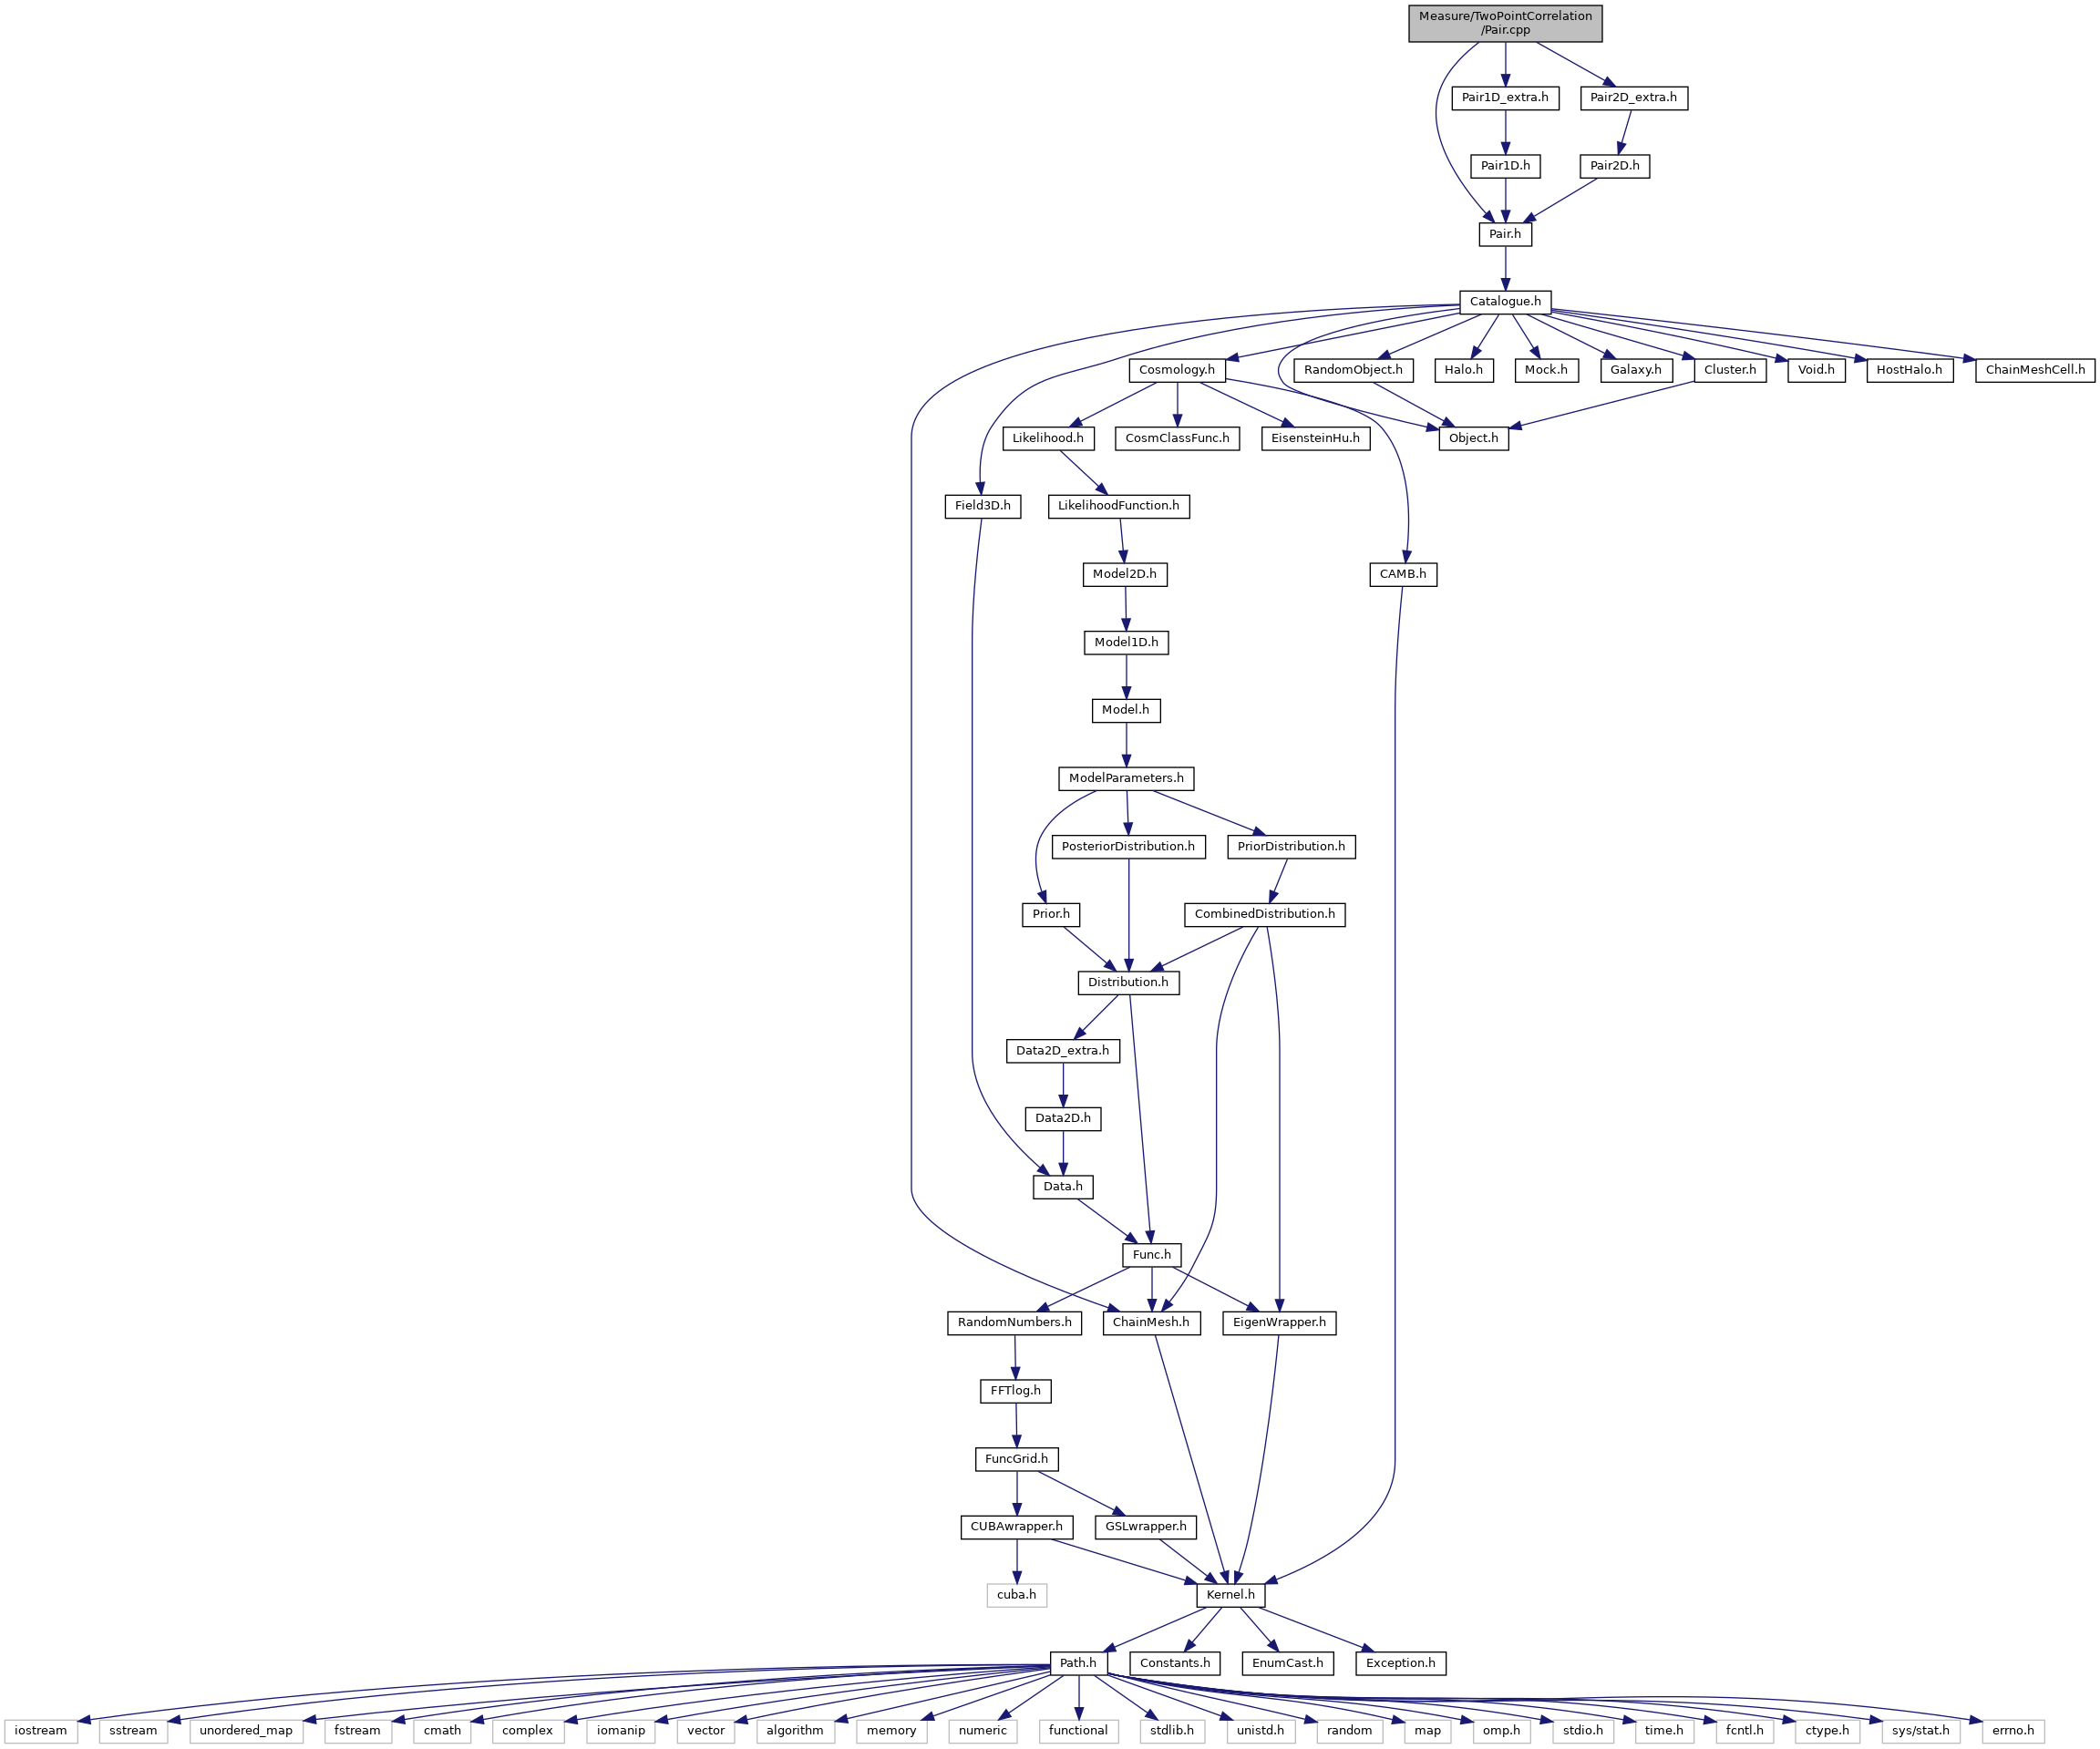 Measure/TwoPointCorrelation
/Pair.cpp
Pair1D_extra.h
Pair2D_extra.h
Pair1D.h
Pair2D.h
Pair.h
Catalogue.h
Cosmology.h
RandomObject.h
Halo.h
Mock.h
Galaxy.h
Cluster.h
Void.h
HostHalo.h
ChainMeshCell.h
Likelihood.h
CosmClassFunc.h
EisensteinHu.h
Object.h
Field3D.h
LikelihoodFunction.h
Model2D.h
CAMB.h
Model1D.h
Model.h
ModelParameters.h
PosteriorDistribution.h
PriorDistribution.h
Prior.h
CombinedDistribution.h
Distribution.h
Data2D_extra.h
Data2D.h
Data.h
Func.h
RandomNumbers.h
ChainMesh.h
EigenWrapper.h
FFTlog.h
FuncGrid.h
CUBAwrapper.h
GSLwrapper.h
cuba.h
Kernel.h
Path.h
Constants.h
EnumCast.h
Exception.h
iostream
sstream
unordered_map
fstream
cmath
complex
iomanip
vector
algorithm
memory
numeric
functional
stdlib.h
unistd.h
random
map
omp.h
stdio.h
time.h
fcntl.h
ctype.h
sys/stat.h
errno.h